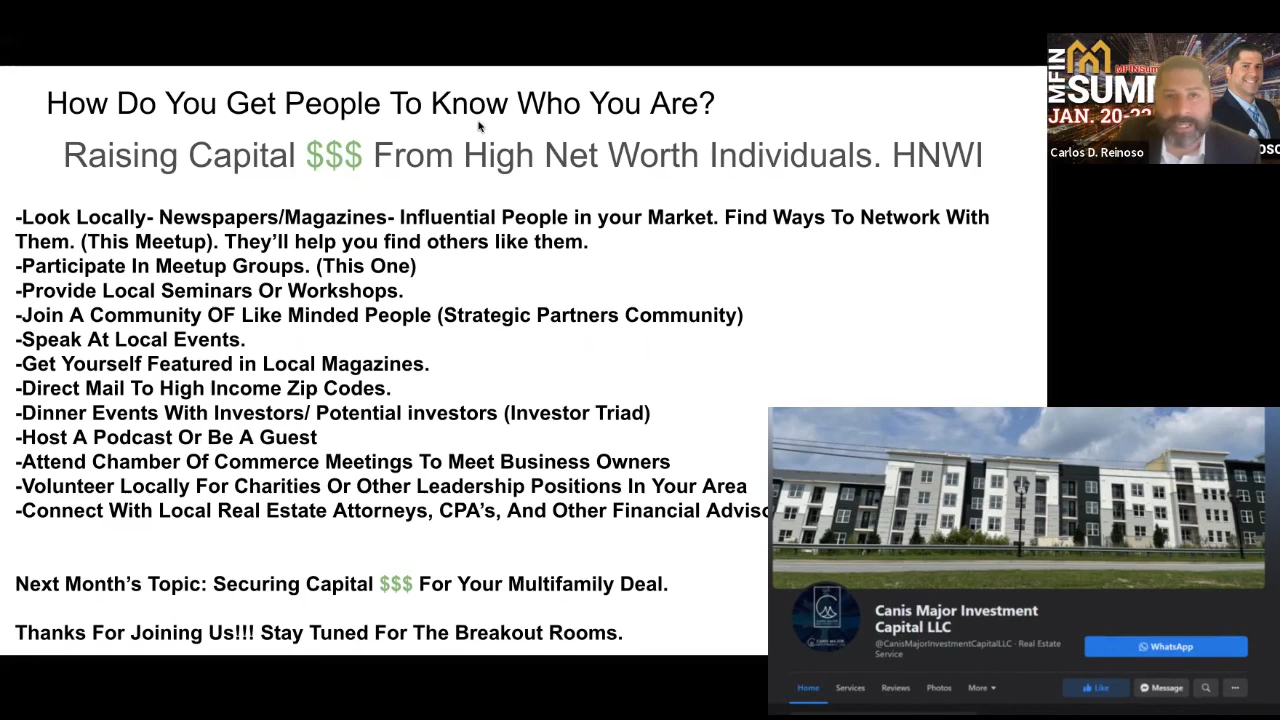 How Do You Get People To Know Who You Are?
Raising Capital $$$ From High Net Worth Individuals. HNWI
-Look Locally- Newspapers/Magazines- Influential People in your Market. Find Ways To Network With
Them. (This Meetup). They'll help you find others like them.
-Participate In Meetup Groups. (This One)
-Provide Local Seminars Or Workshops.
-Join A Community OF Like Minded People (Strategic Partners Community)
-Speak At Local Events.
-Get Yourself Featured in Local Magazines.
-Direct Mail To High Income Zip Codes.
-Dinner Events With Investors/ Potential investors (Investor Triad)
-Host A Podcast Or Be A Guest
-Attend Chamber Of Commerce Meetings To Meet Business Owners
-Volunteer Locally For Charities Or Other Leadership Positions In Your Area
-Connect With Local Real Estate Attorneys, CPA's, And Other Financial Adviso
Next Month's Topic: Securing Capital $$$ For Your Multifamily Deal.
Thanks For Joining Us!!! Stay Tuned For The Breakout Rooms.
MFIN
SUMI
JAN. 20-22
Carlos D. Reinoso
Canis Major Investment
Capital LLC
@CanisMajorInvestmentCapitalLLC · Real Estate
Service
WhatsApp
Home Services Reviews Photos More Like Message